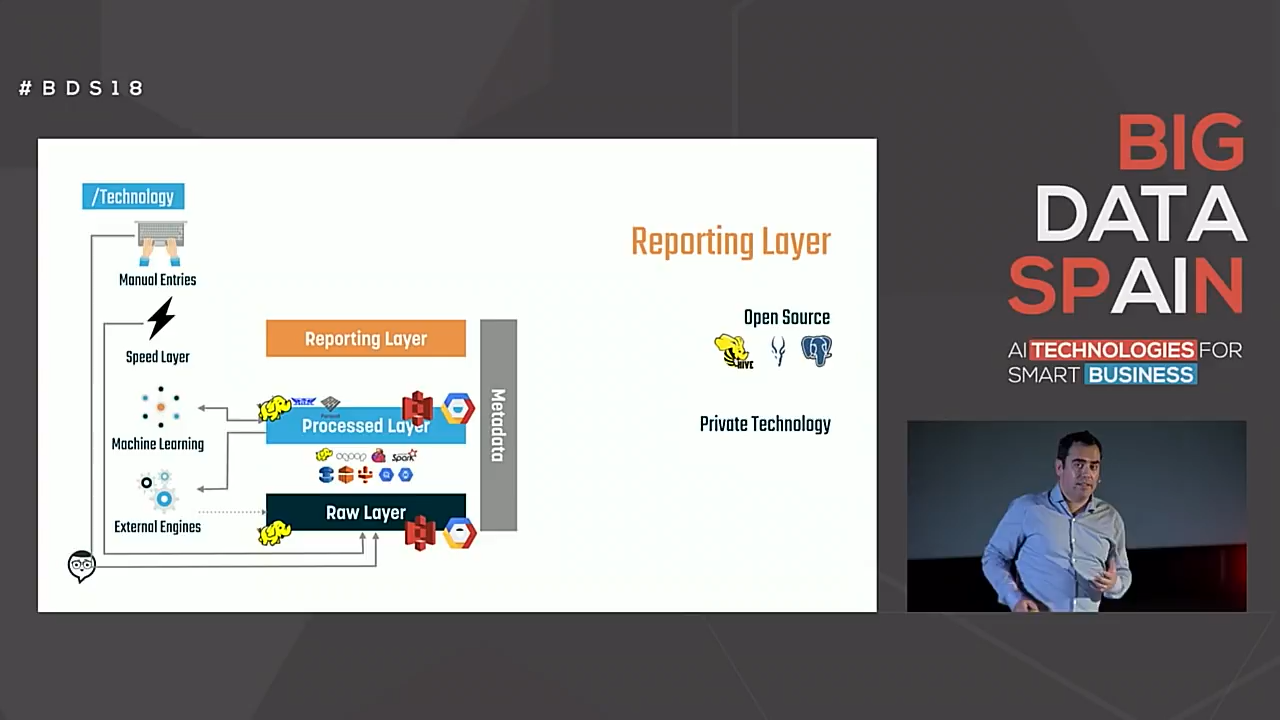 #BDS18
BIG
DATA
SPAIN
AI TECHNOLOGIES FOR
SMART BUSINESS
/Technology
Manual Entries
Speed Layer
Machine Learning
External Engines
Reporting Layer
Processed Layer
Raw Layer
Metadata
Spark
Reporting Layer
Open Source
HIVE
Private Technology